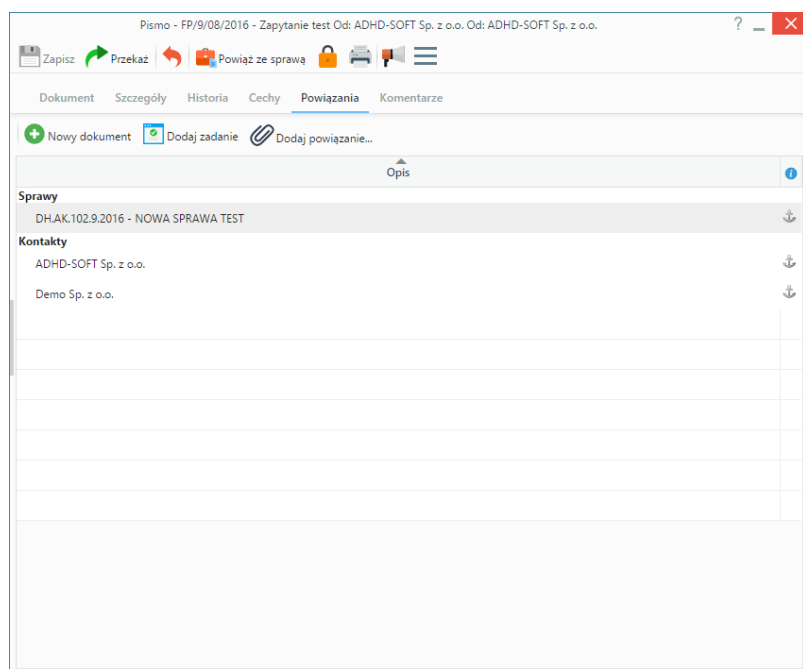 Pismo - FP/9/08/2016 - Zapytanie test Od: ADHD-SOFT Sp. z o.o. Od: ADHD-SOFT Sp. z o.o. ?
Zapisz Przekaż Powiąż ze sprawą
Dokument Szczegóły Historia Cechy Powiązania Komentarze
Nowy dokument Dodaj zadanie Dodaj powiązanie...
Opis
Sprawy
DH.AK.102.9.2016 - NOWA SPRAWA TEST
Kontakty
ADHD-SOFT Sp. z o.o.
Demo Sp. z o.o.